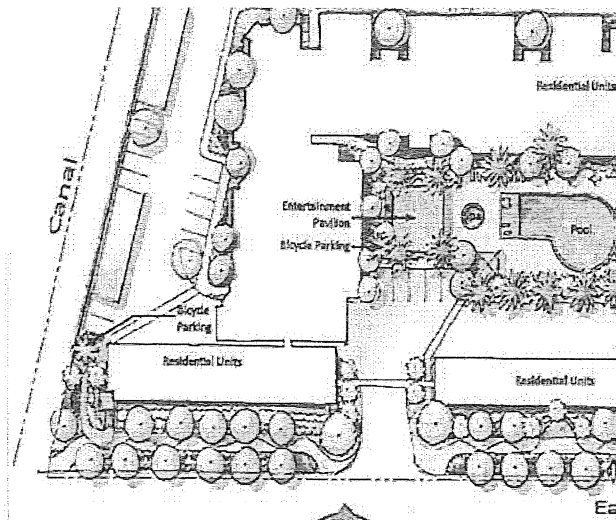 Residential Units
Canal
Entertainment
Pavilion
Spa
Pool
Bicycle Parking
Bicycle
Parking
Residential Units
Residential Units
Ea